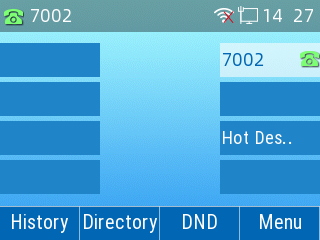 7002 14 27
7002
Hot Des..
History Directory DND Menu